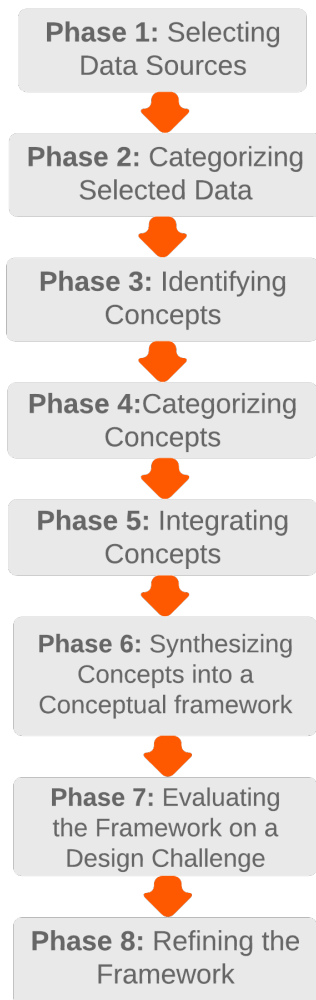 Phase 1: Selecting
Data Sources
Phase 2: Categorizing
Selected Data
Phase 3: Identifying
Concepts
Phase 4:Categorizing
Concepts
Phase 5: Integrating
Concepts
Phase 6: Synthesizing
Concepts into a
Conceptual framework
Phase 7: Evaluating
the Framework on a
Design Challenge
Phase 8: Refining the
Framework